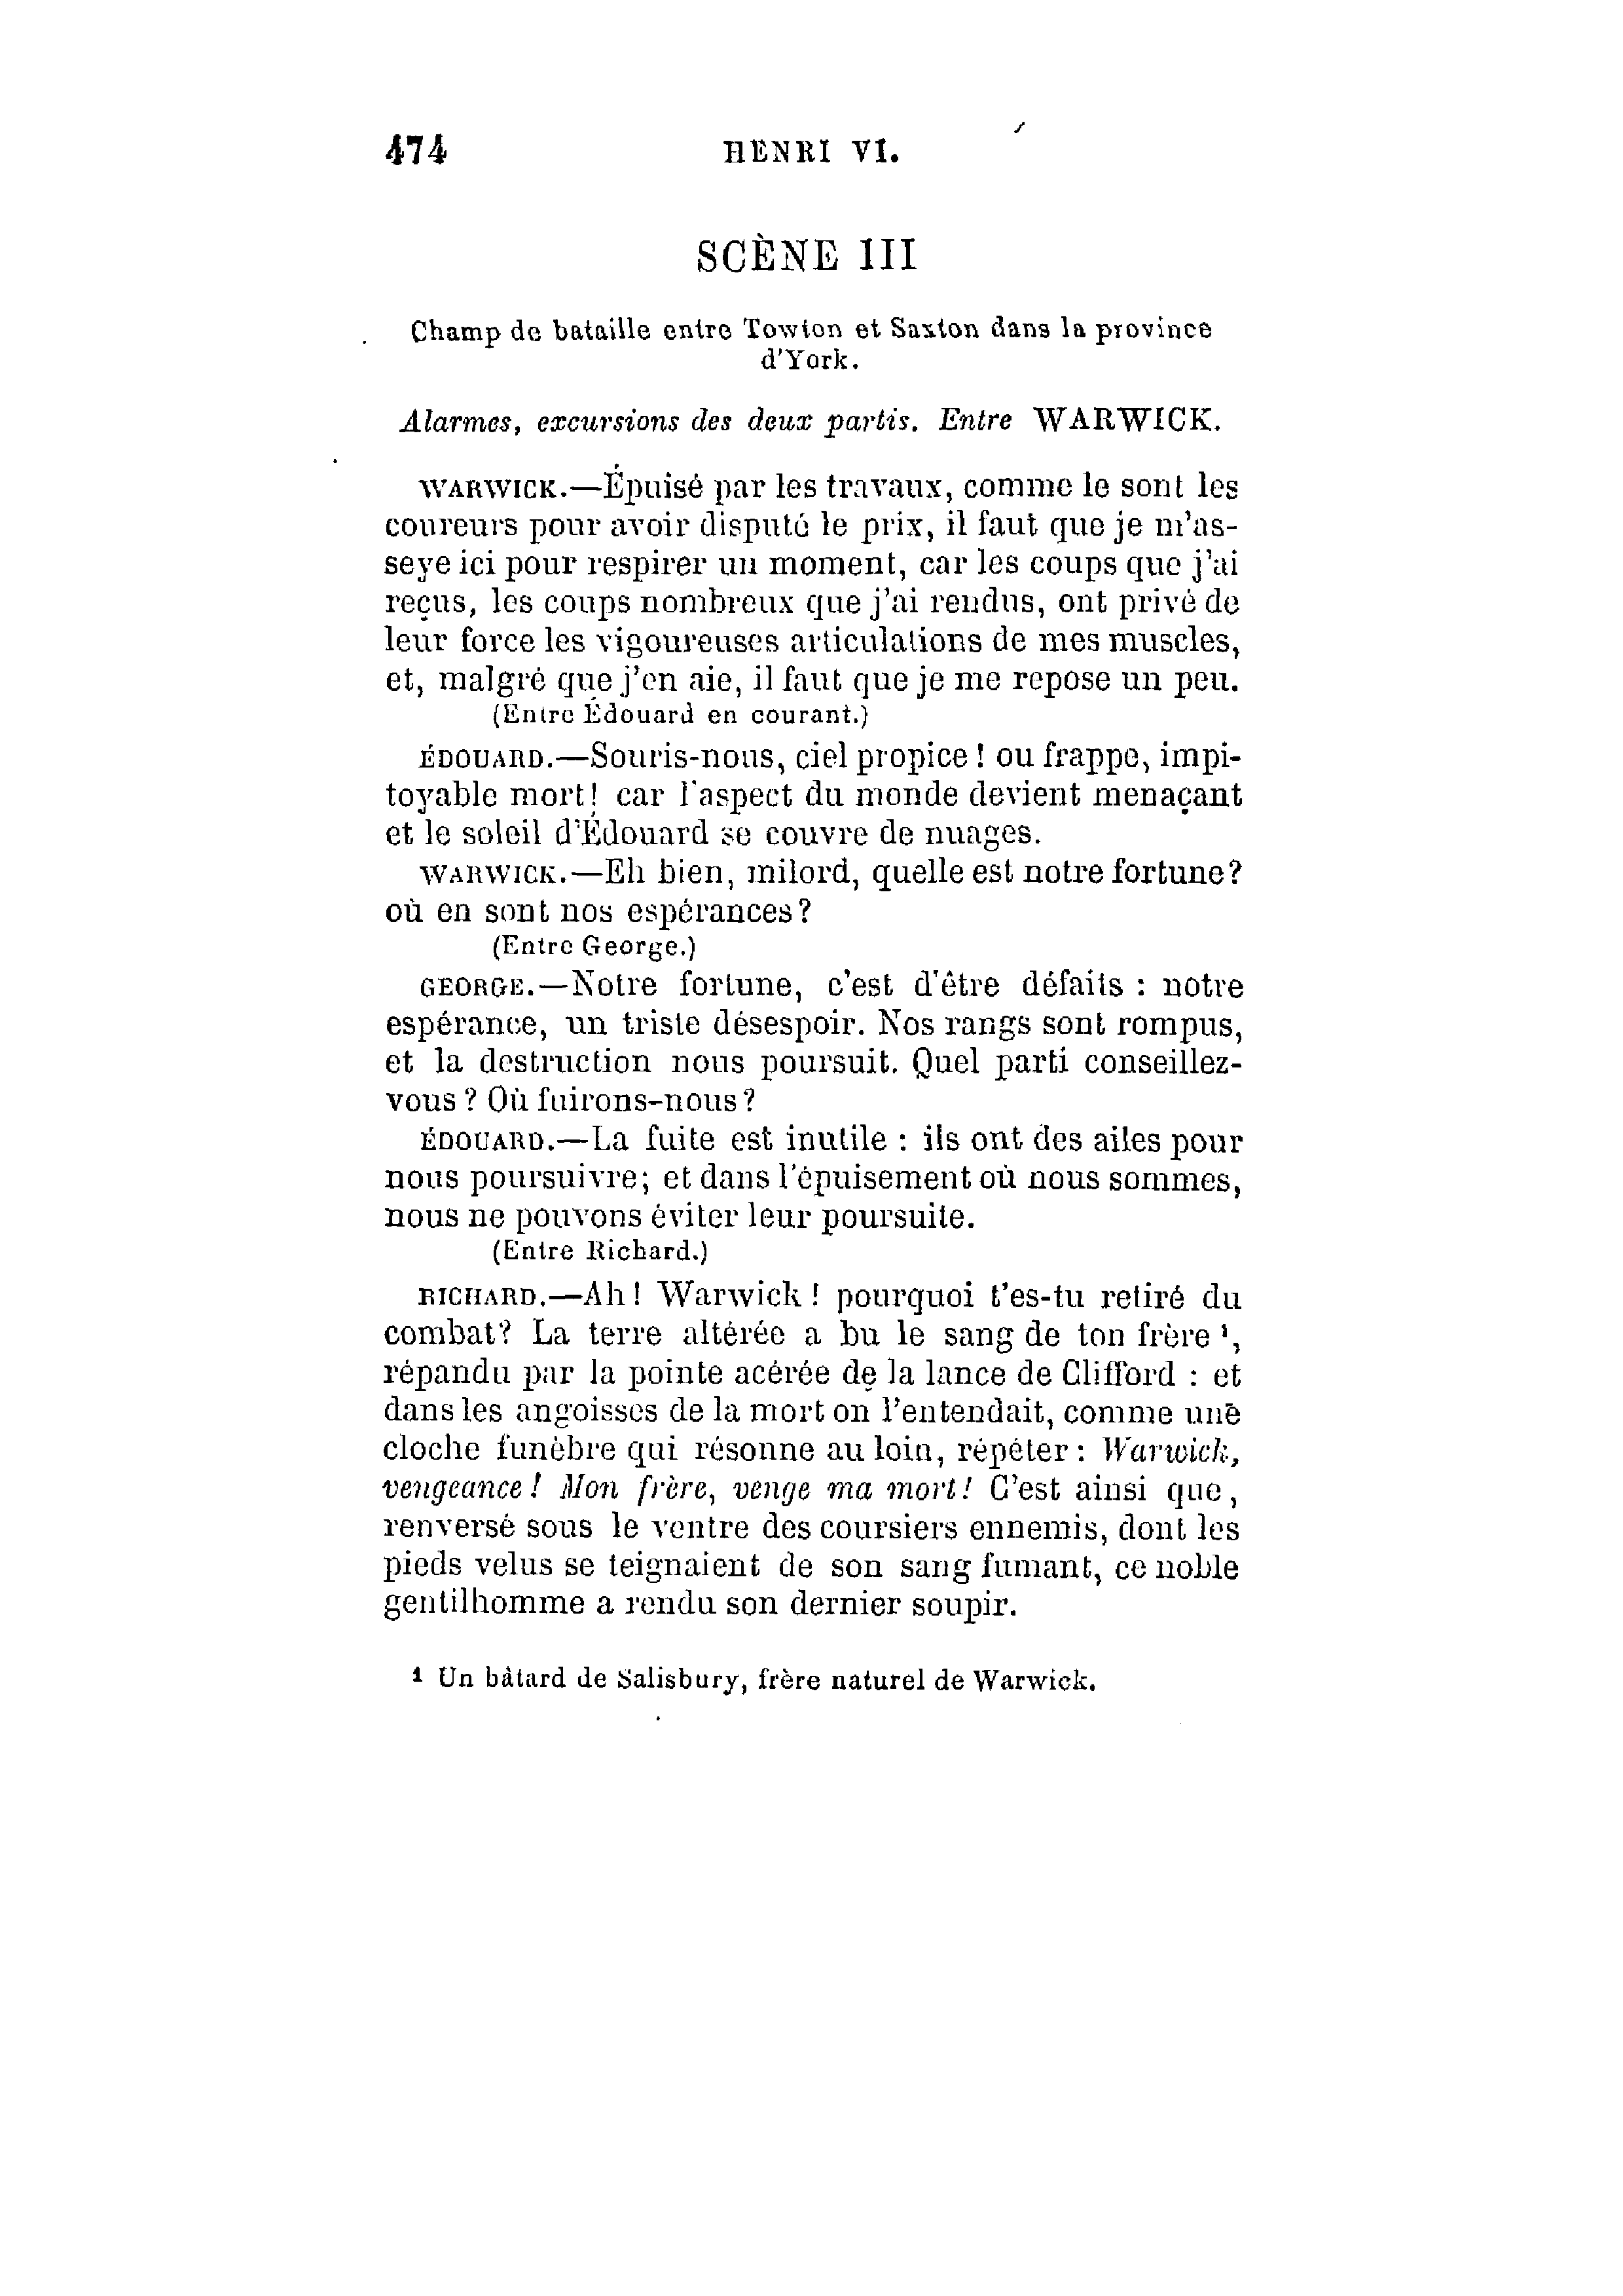 474 HENRI VI.
SCÈNE III
Champ de bataille entre Towton et Saxton dans la province
d'York.
Alarmes, excursions des deux partis. Entre WARWICK.
WARWICK.—Épuisé par les travaux, comme le sont les
coureurs pour avoir disputé le prix, il faut que je m'as-
seye ici pour respirer un moment, car les coups que j'ai
reçus, les coups nombreux que j'ai rendus, ont privé de
leur force les vigoureuses articulations de mes muscles,
et, malgré que j'en aie, il faut que je me repose un peu.
(Entre Édouard en courant.)
ÉDOUARD.—Souris-nous, ciel propice ! ou frappe, impi-
toyable mort! car l'aspect du monde devient menaçant
et le soleil d'Édouard se couvre de nuages.
WARWICK.—Eh bien, milord, quelle est notre fortune?
où en sont nos espérances?
(Entre George.)
GEORGE.—Notre fortune, c'est d'être défaits : notre
espérance, un triste désespoir. Nos rangs sont rompus,
et la destruction nous poursuit. Quel parti conseillez-
vous ? Où fuirons-nous ?
ÉDOUARD.—La fuite est inutile : ils ont des ailes pour
nous poursuivre; et dans l'épuisement où nous sommes,
nous ne pouvons éviter leur poursuite.
(Entre Richard.)
RICHARD.—Ah! Warwick ! pourquoi t'es-tu retiré du
combat? La terre altérée a bu le sang de ton frère ¹,
répandu par la pointe acérée de la lance de Clifford : et
dans les angoisses de la mort on l'entendait, comme une
cloche funèbre qui résonne au loin, répéter : Warwick,
vengeance ! Mon frère, venge ma mort! C'est ainsi que,
renversé sous le ventre des coursiers ennemis, dont les
pieds velus se teignaient de son sang fumant, ce noble
gentilhomme a rendu son dernier soupir.
¹ Un bâtard de Salisbury, frère naturel de Warwick.